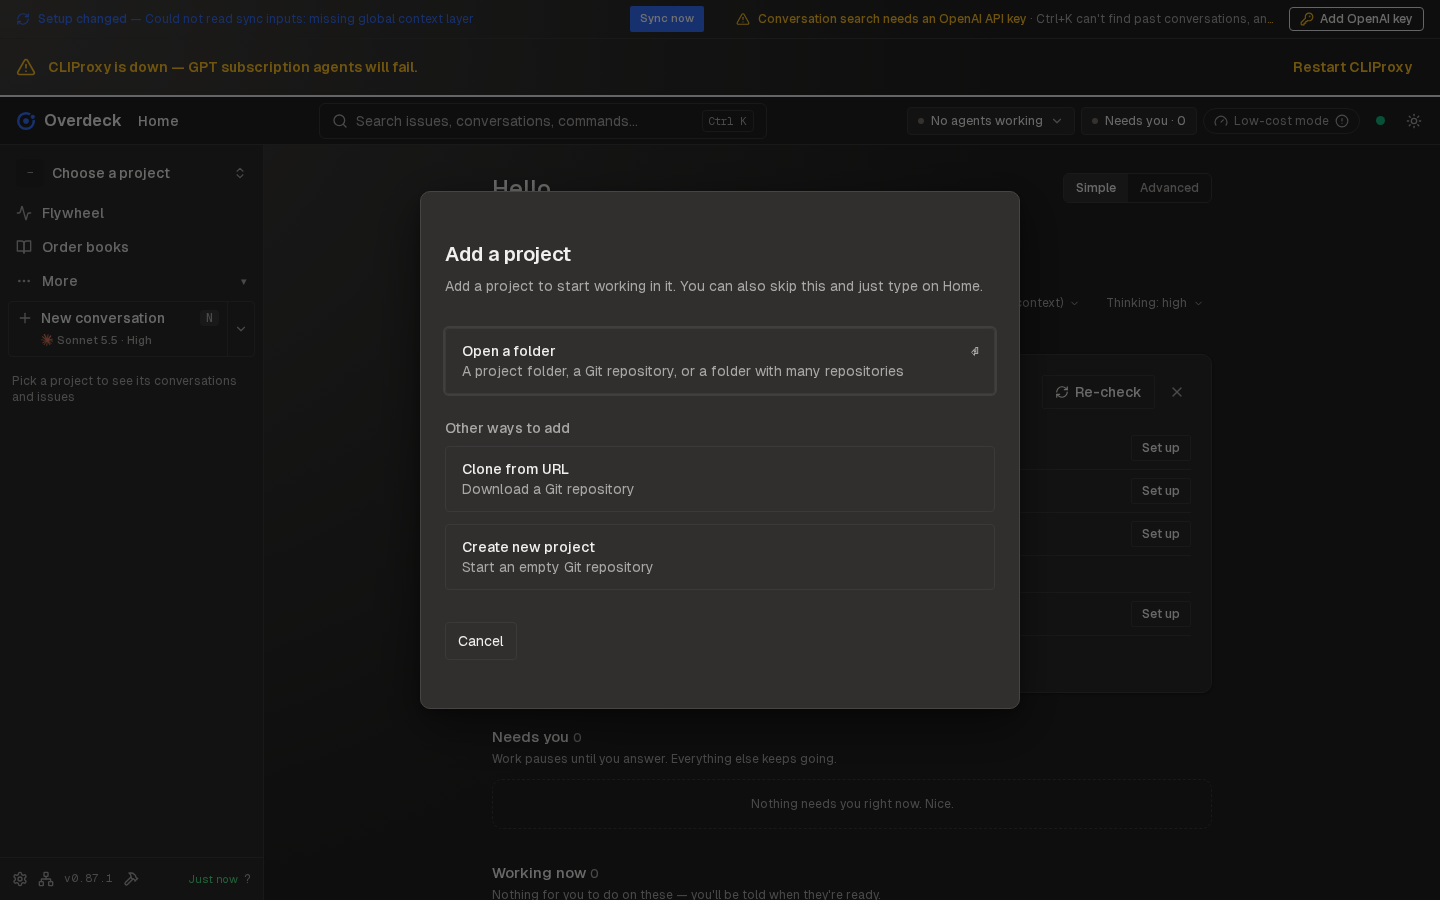 Setup changed — Could not read sync inputs: missing global context layer.
Sync now
Conversation search needs an OpenAI API key · Ctrl+K can't find past conversations, an…
Add OpenAI key
CLIProxy is down — GPT subscription agents will fail.
Restart CLIProxy
Overdeck
Home
Search issues, conversations, commands...
Ctrl K
No agents working
Needs you · 0
Low-cost mode
Choose a project
Flywheel
Order books
More
New conversation
N
Sonnet 5.5 · High
Pick a project to see its conversations
and issues
Hello
Simple
Advanced
context)
Thinking: high
Re-check
Set up
Set up
Set up
Set up
Add a project
Add a project to start working in it. You can also skip this and just type on Home.
Open a folder
A project folder, a Git repository, or a folder with many repositories
Other ways to add
Clone from URL
Download a Git repository
Create new project
Start an empty Git repository
Cancel
Needs you 0
Work pauses until you answer. Everything else keeps going.
Nothing needs you right now. Nice.
Working now 0
Nothing for you to do on these — you'll be told when they're ready.
v0.87.1
Just now
?